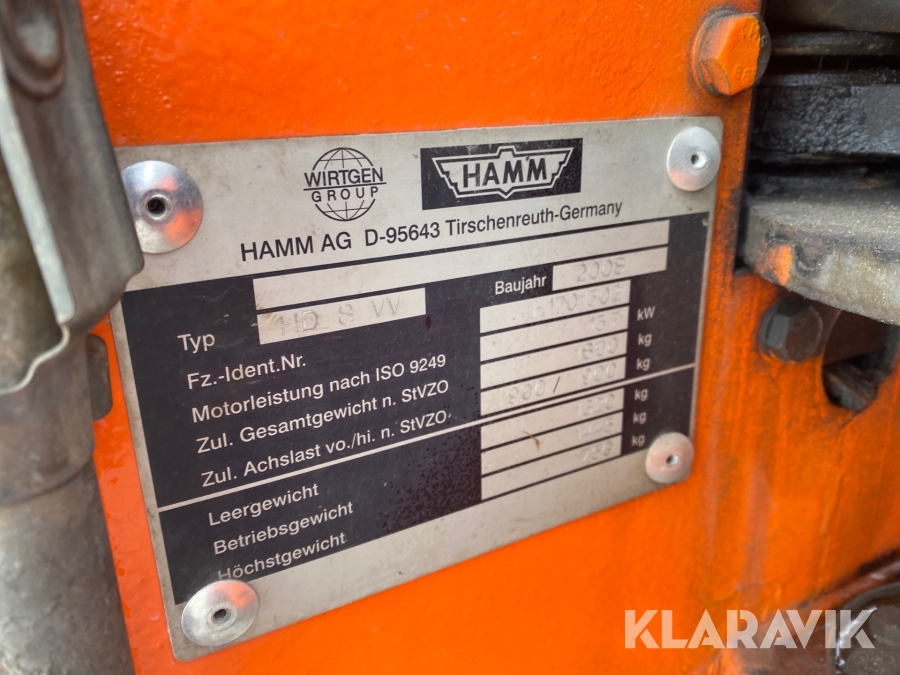 WIRTGEN
GROUP
HAMM
HAMM AG D-95643 Tirschenreuth-Germany
Typ HD 8 VV Baujahr 2008
Fz.-Ident.Nr.
Motorleistung nach ISO 9249 kW
Zul. Gesamtgewicht n. StVZO kg
Zul. Achslast vo./hi. n. StVZO 900/ 900 kg
Leergewicht kg
Betriebsgewicht kg
Höchstgewicht kg
KLARAVIK